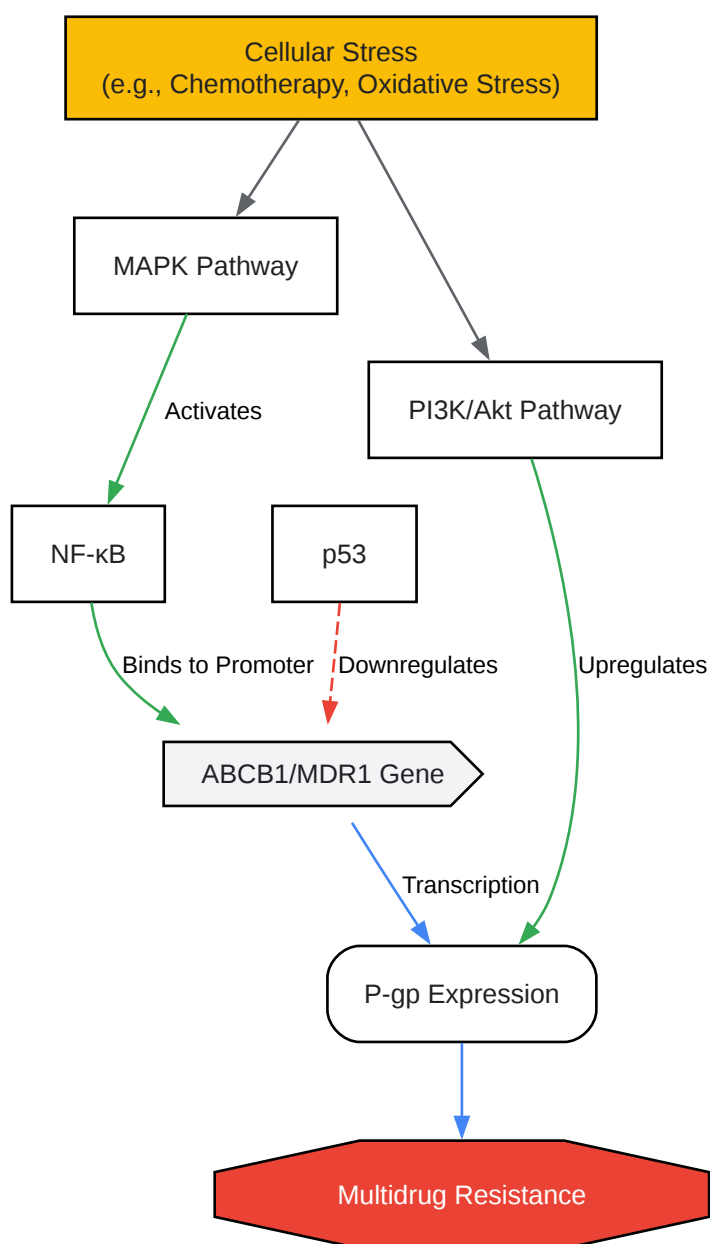 Cellular Stress
(e.g., Chemotherapy, Oxidative Stress)
MAPK Pathway
PI3K/Akt Pathway
Activates
NF-κB
p53
Binds to Promoter
Downregulates
Upregulates
ABCB1/MDR1 Gene
Transcription
P-gp Expression
Multidrug Resistance